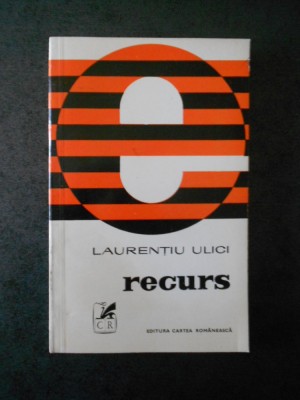 e
LAURENȚIU ULICI
recurs
C R
EDITURA CARTEA ROMÂNEASCĂ